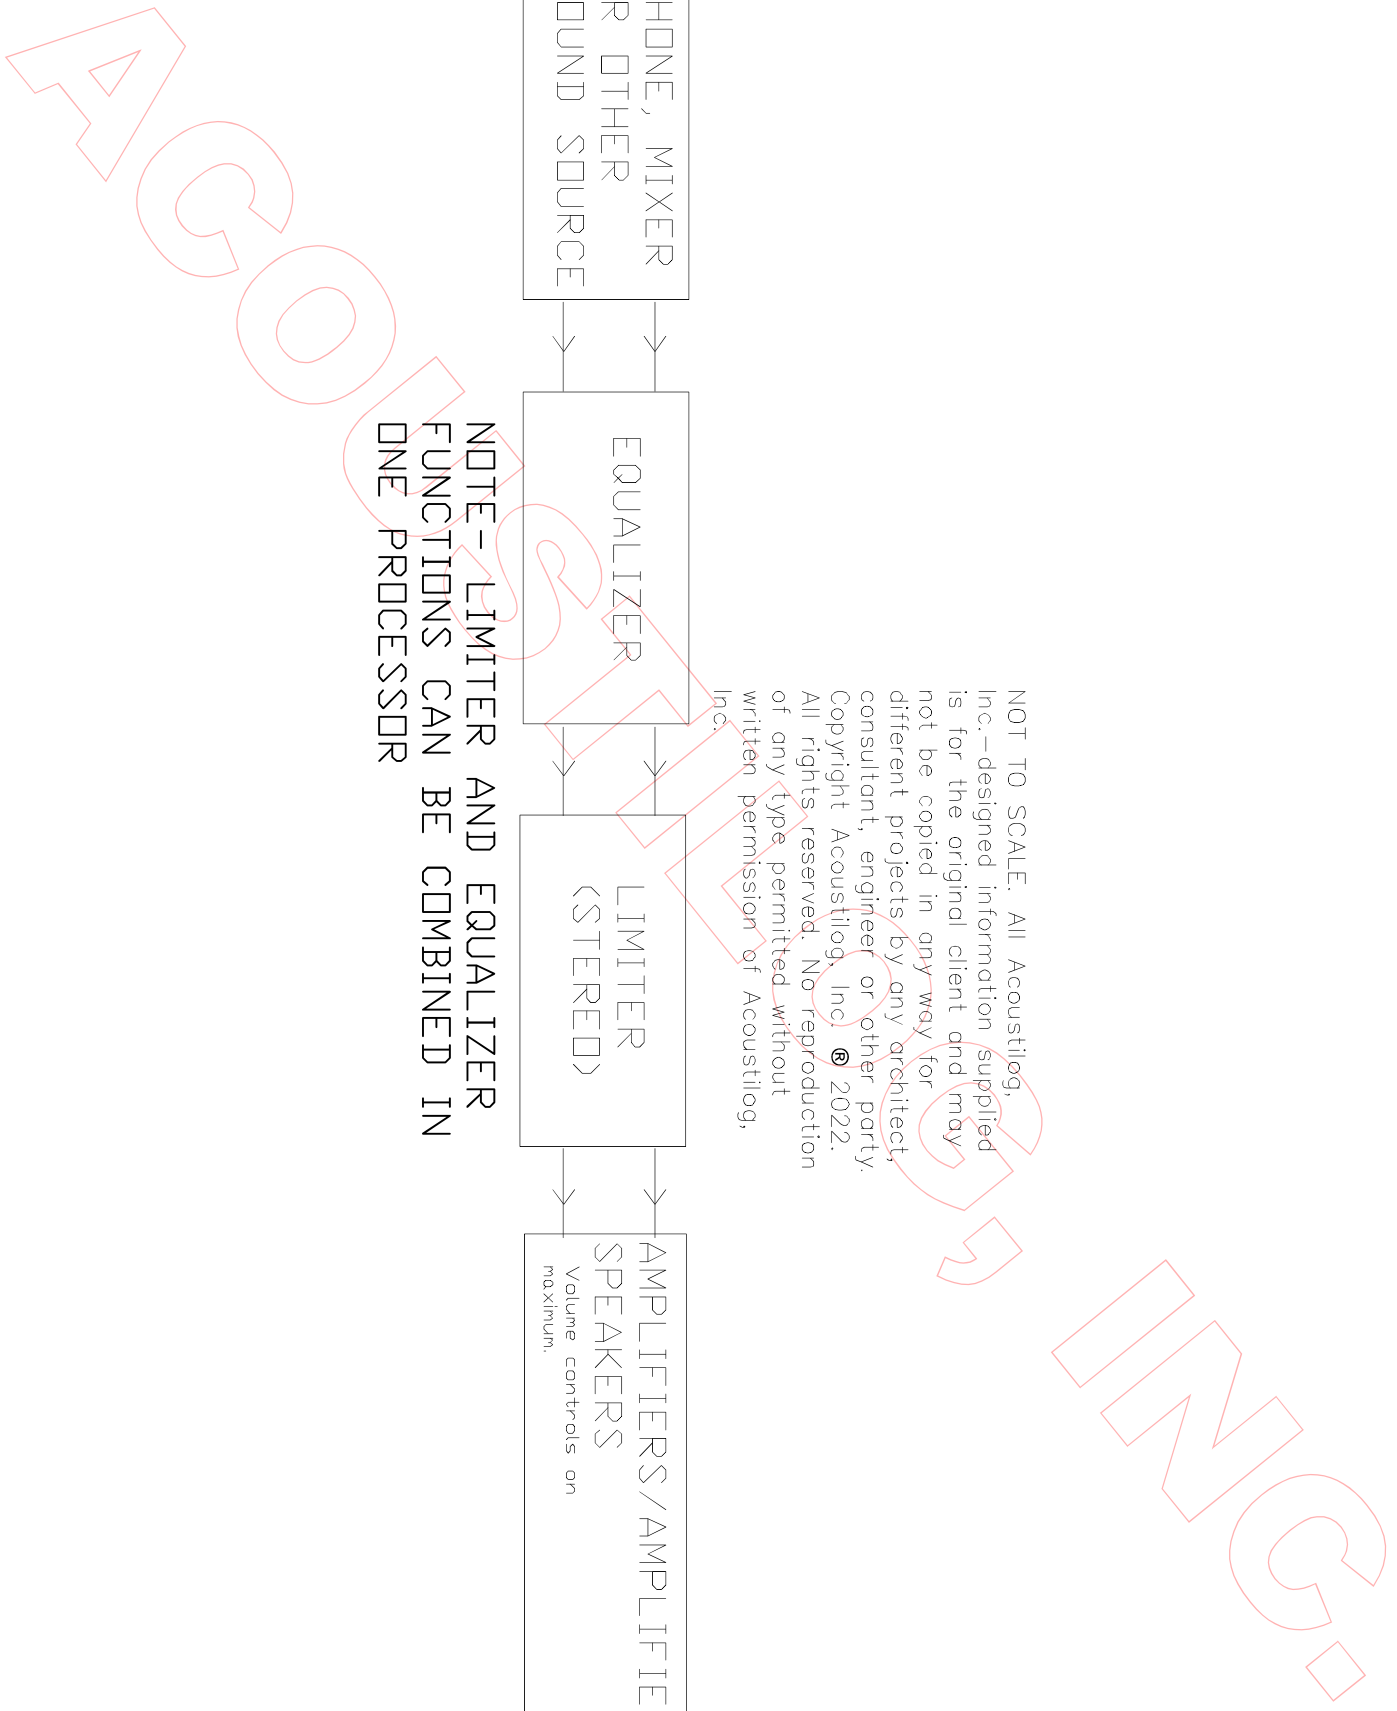 NOT TO SCALE. All Acoustilog,
Inc.-designed information supplied
is for the original client and may
not be copied in any way for
different projects by any architect,
consultant, engineer or other party.
Copyright Acoustilog, Inc. ® 2022.
All rights reserved. No reproduction
of any type permitted without
written permission of Acoustilog,
Inc.
HONE, MIXER
R OTHER
OUND SOURCE
EQUALIZER
LIMITER
(STEREO)
AMPLIFIERS/AMPLIFIE
SPEAKERS
Volume controls on
maximum.
NOTE- LIMITER AND EQUALIZER
FUNCTIONS CAN BE COMBINED IN
ONE PROCESSOR
ACOUSTILOG, INC.